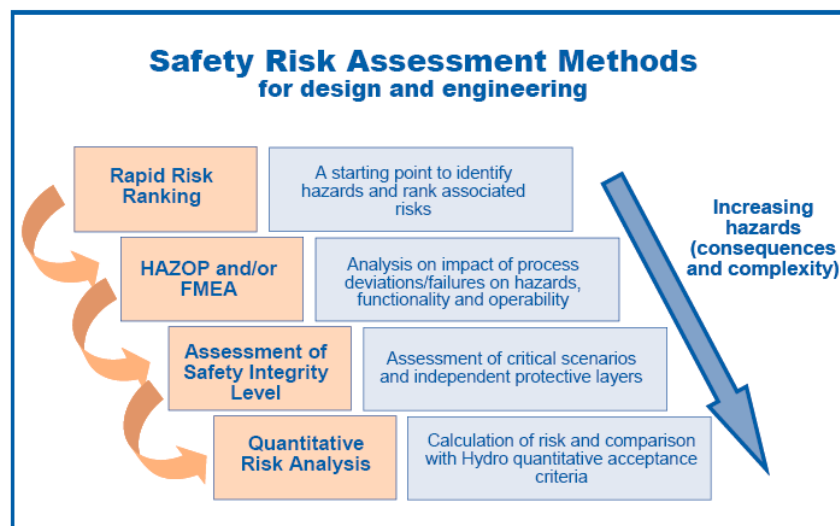 Safety Risk Assessment Methods
for design and engineering
Rapid Risk
Ranking
A starting point to identify
hazards and rank associated
risks
Increasing
hazards
(consequences
and complexity)
HAZOP and/or
FMEA
Analysis on impact of process
deviations/failures on hazards,
functionality and operability
Assessment of
Safety Integrity
Level
Assessment of critical scenarios
and independent protective layers
Quantitative
Risk Analysis
Calculation of risk and comparison
with Hydro quantitative acceptance
criteria